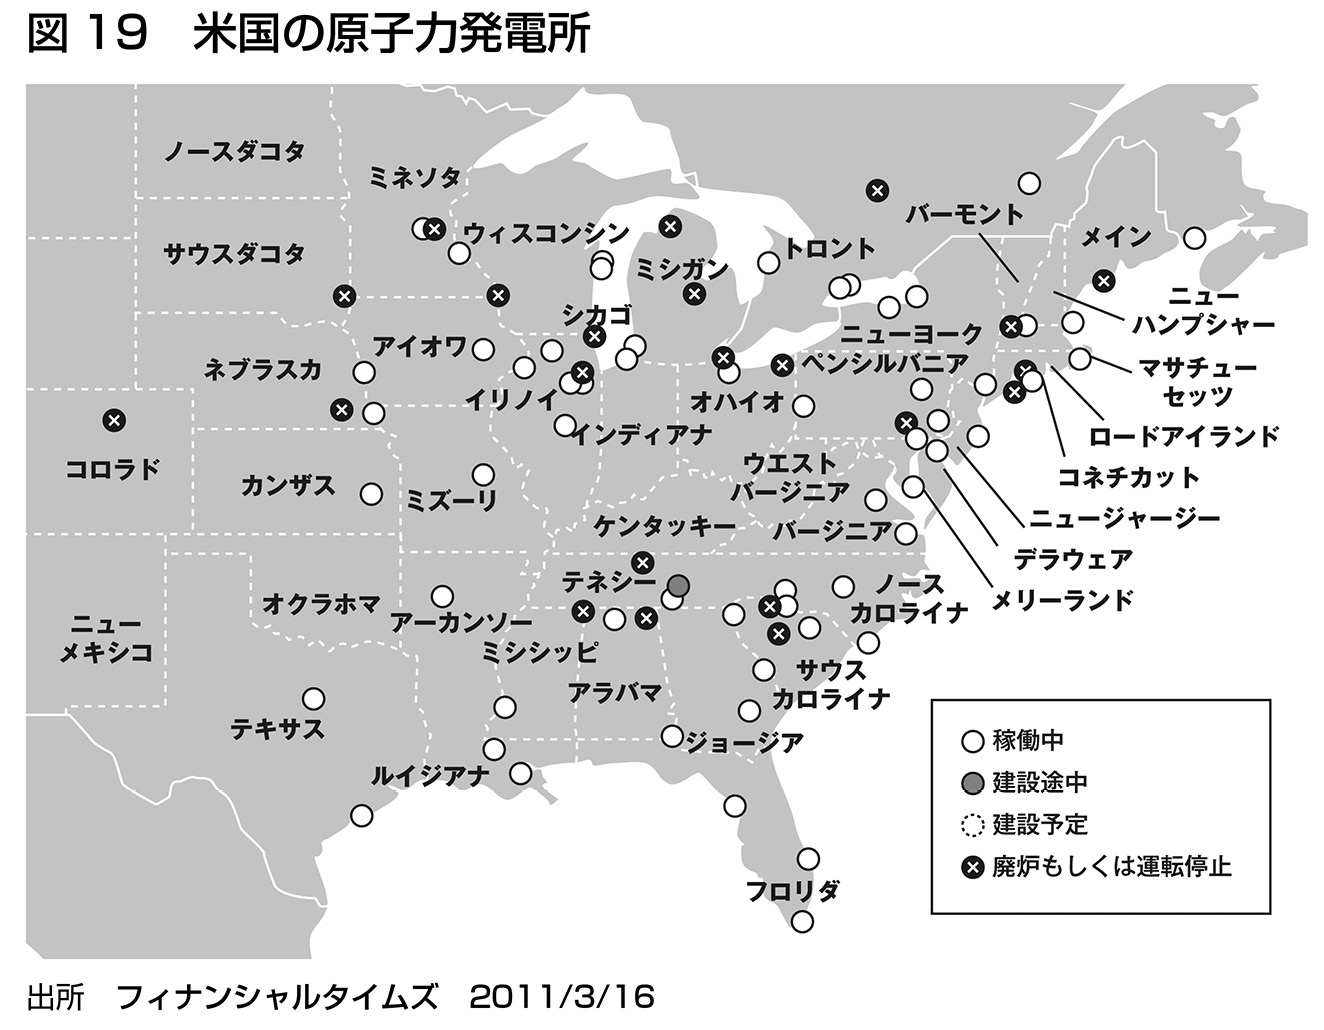 図19 米国の原子力発電所
ノースダコタ
ミネソタ
バーモント
メイン
サウスダコタ
ウィスコンシン
ミシガン
トロント
ニュー
ハンプシャー
シカゴ
ニューヨーク
アイオワ
ネブラスカ
ペンシルバニア
マサチュー
セッツ
イリノイ
オハイオ
インディアナ
ロードアイランド
コロラド
カンザス
ミズーリ
ウエスト
バージニア
コネチカット
ケンタッキー
バージニア
ニュージャージー
デラウェア
テネシー
ノース
カロライナ
メリーランド
オクラホマ
アーカンソー
ニュー
メキシコ
ミシシッピ
サウス
カロライナ
アラバマ
テキサス
ジョージア
ルイジアナ
フロリダ
稼働中
建設途中
建設予定
廃炉もしくは運転停止
出所 フィナンシャルタイムズ 2011/3/16